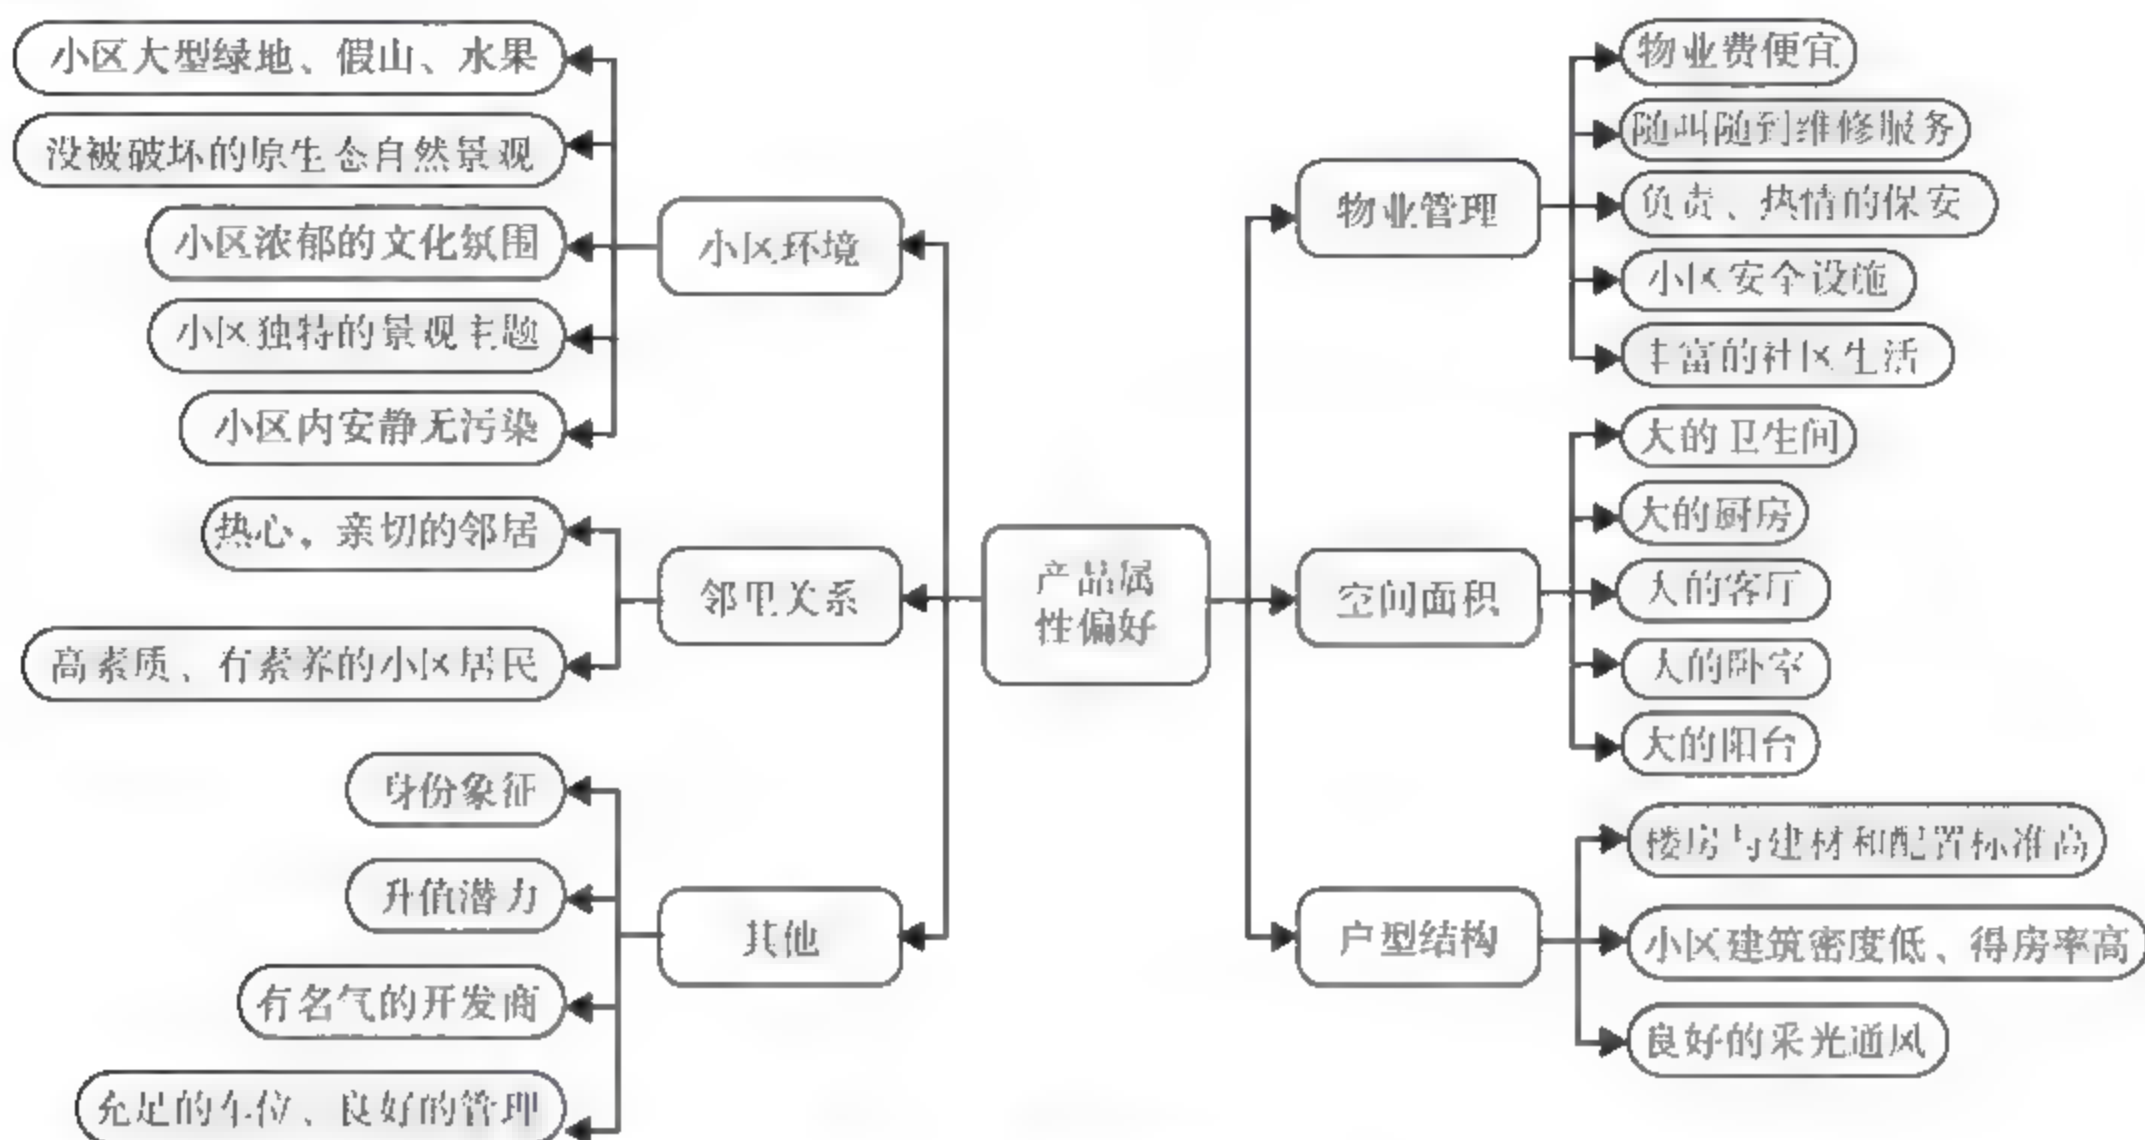 小区大型绿地、假山、水果
没被破坏的原生态自然景观
小区浓郁的文化氛围
小区独特的景观主题
小区内安静无污染
小区环境
热心、亲切的邻居
高素质、有素养的小区居民
邻里关系
身份象征
升值潜力
有名气的开发商
充足的车位、良好的管理
其他
产品属
性偏好
物业管理
物业费便宜
随叫随到维修服务
负责、热情的保安
小区安全设施
丰富的社区生活
空间面积
大的卫生间
大的厨房
大的客厅
大的卧室
大的阳台
户型结构
楼房与建材和配置标准高
小区建筑密度低、得房率高
良好的采光通风